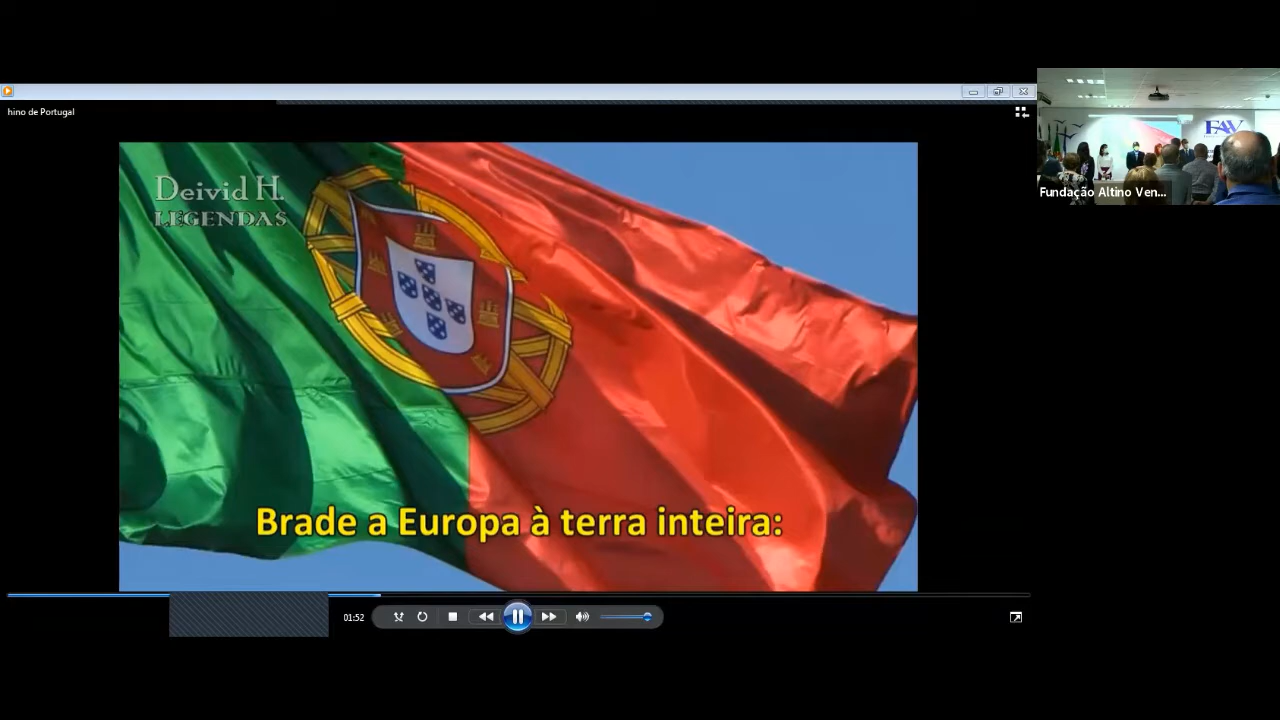 hino de Portugal
Deivid H.
LEGENDAS
Brade a Europa à terra inteira:
01:52
FAV
Fundação Altino Ven...